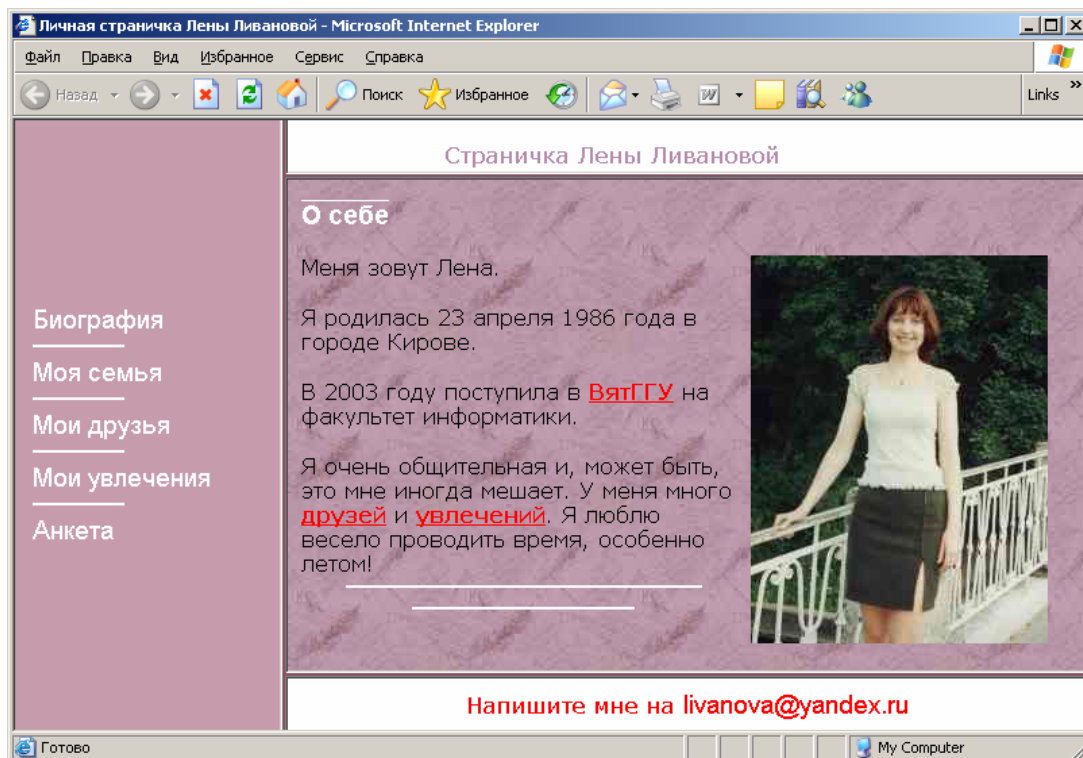 Личная страничка Лены Ливановой - Microsoft Internet Explorer
Файл Правка Вид Избранное Сервис Справка
Назад Поиск Избранное Links »
Страничка Лены Ливановой
Биография
Моя семья
Мои друзья
Мои увлечения
Анкета
О себе
Меня зовут Лена.
Я родилась 23 апреля 1986 года в
городе Кирове.
В 2003 году поступила в ВятГГУ на
факультет информатики.
Я очень общительная и, может быть,
это мне иногда мешает. У меня много
друзей и увлечений. Я люблю
весело проводить время, особенно
летом!
Напишите мне на livanova@yandex.ru
Готово My Computer